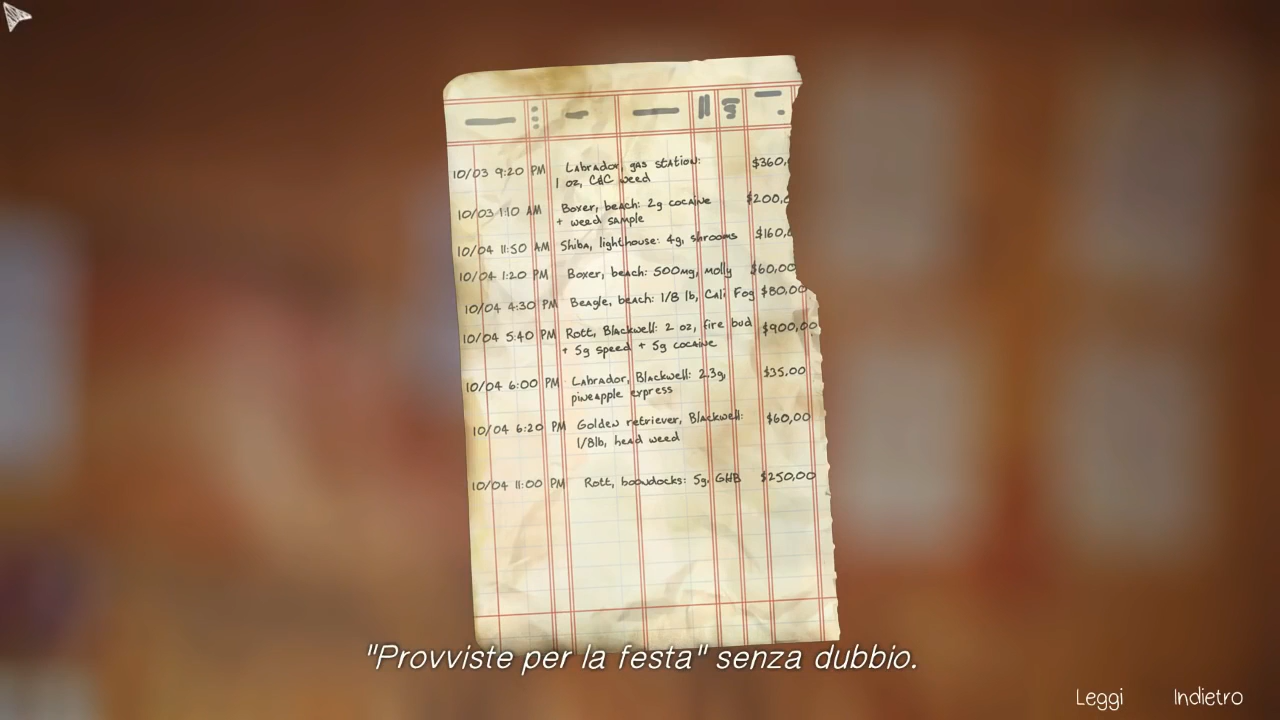 10/03 9:20 PM Labrador, gas station: $360,
1 oz, C&C weed
10/03 1:10 AM Boxer, beach: 2g cocaine $200,0
+ weed sample
10/04 11:50 AM Shiba, lighthouse: 4g, shrooms $160,0
10/04 1:20 PM Boxer, beach: 500mg, molly $60,00
10/04 4:30 PM Beagle, beach: 1/8 lb, Cali Fog $80,00
10/04 5:40 PM Rott, Blackwell: 2 oz, fire bud $900,00
+ 5g speed + 5g cocaine
10/04 6:00 PM Labrador, Blackwell: 2.3g, $35.00
pineapple express
10/04 6:20 PM Golden retriever, Blackwell: $60,00
1/8lb, head weed
10/04 11:00 PM Rott, boowdocks: 5g, GHB $250,00
"Provviste per la festa" senza dubbio.
Leggi Indietro